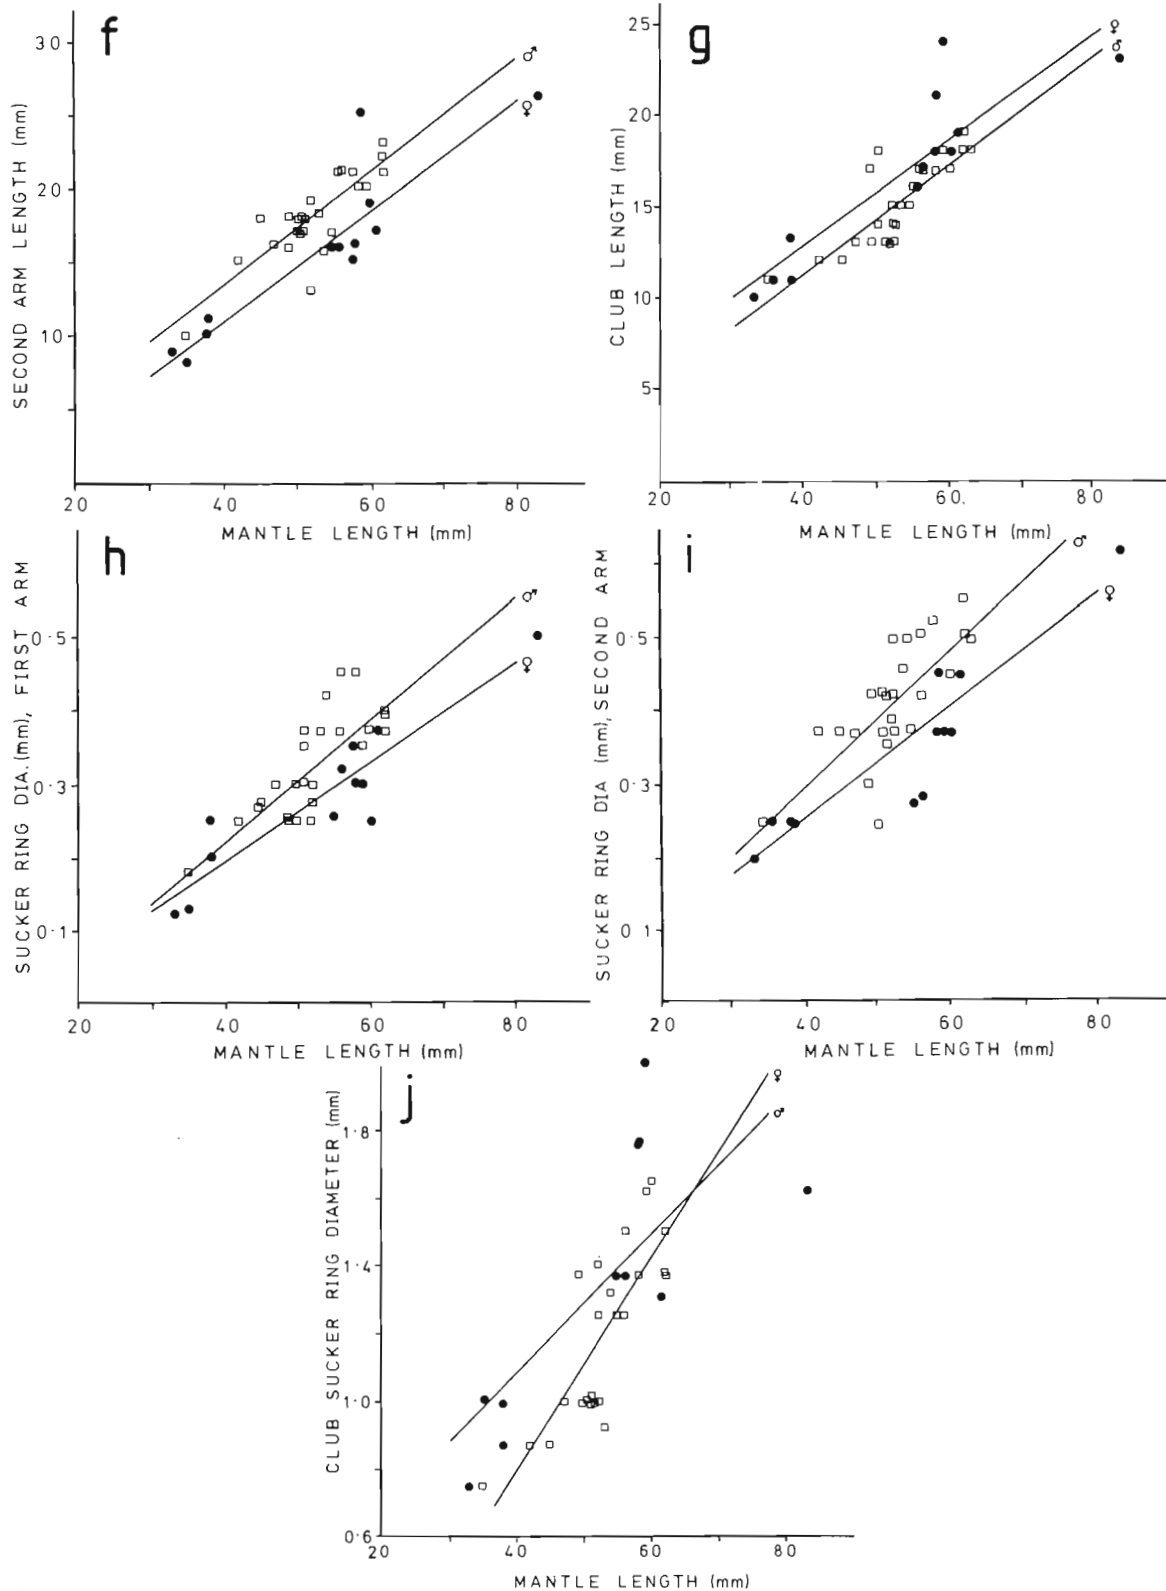 f
30
20
10
SECOND ARM LENGTH (mm)
♂
♀
20 40 60 80
MANTLE LENGTH (mm)
g
25
20
15
10
5
CLUB LENGTH (mm)
♀
♂
20 40 60. 80
MANTLE LENGTH (mm)
h
0·5
0·3
0·1
SUCKER RING DIA. (mm), FIRST ARM
♂
♀
20 40 60 80
MANTLE LENGTH (mm)
i
0·5
0·3
0 1
SUCKER RING DIA (mm), SECOND ARM
♂
♀
20 40 60 80
MANTLE LENGTH (mm)
j
1·8
1·4
1·0
0·6
CLUB SUCKER RING DIAMETER (mm)
♀
♂
20 40 60 80
MANTLE LENGTH (mm)